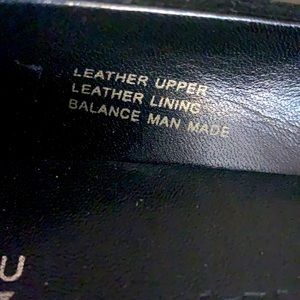 LEATHER UPPER
LEATHER LINING
BALANCE MAN MADE
U